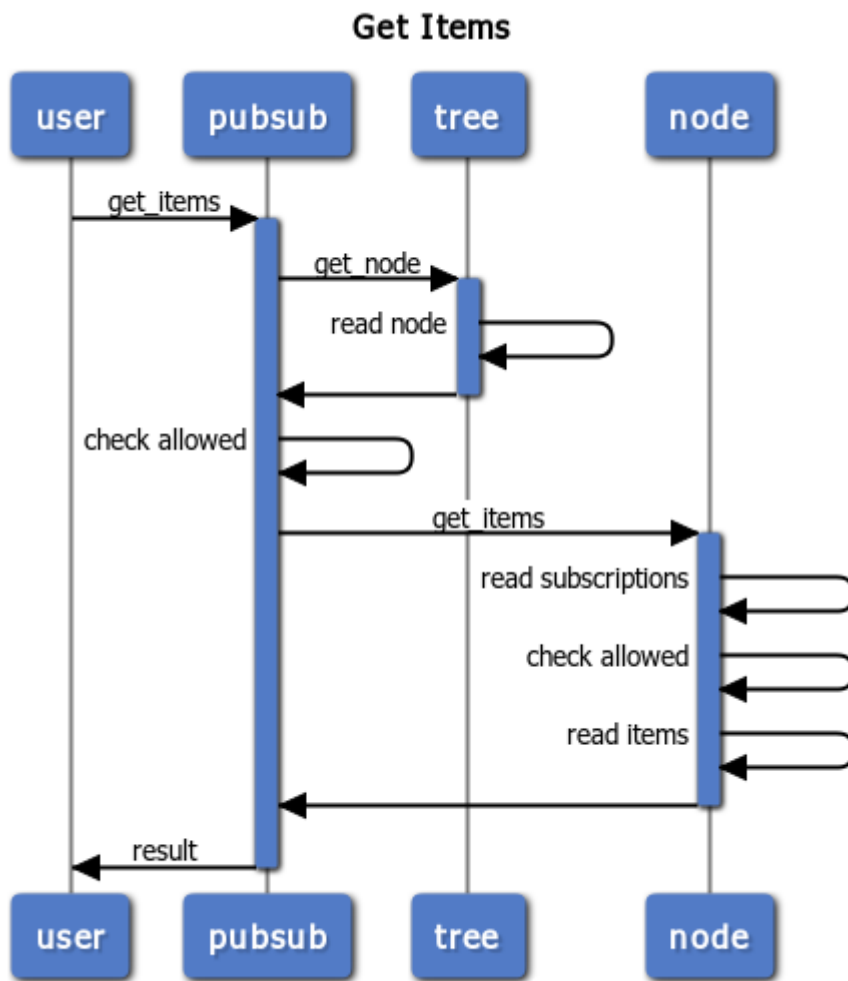 Get Items
user pubsub tree node
get_items
get_node
read node
check allowed
get_items
read subscriptions
check allowed
read items
result
user pubsub tree node